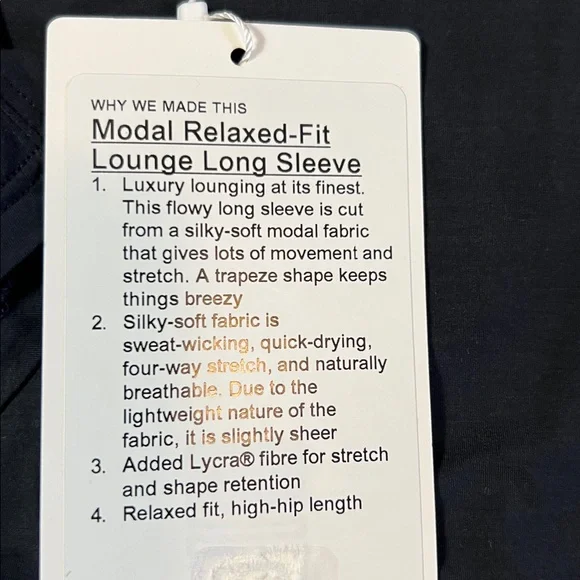 WHY WE MADE THIS
Modal Relaxed-Fit
Lounge Long Sleeve
1. Luxury lounging at its finest.
This flowy long sleeve is cut
from a silky-soft modal fabric
that gives lots of movement and
stretch. A trapeze shape keeps
things breezy
2. Silky-soft fabric is
sweat-wicking, quick-drying,
four-way stretch, and naturally
breathable. Due to the
lightweight nature of the
fabric, it is slightly sheer
3. Added Lycra® fibre for stretch
and shape retention
4. Relaxed fit, high-hip length